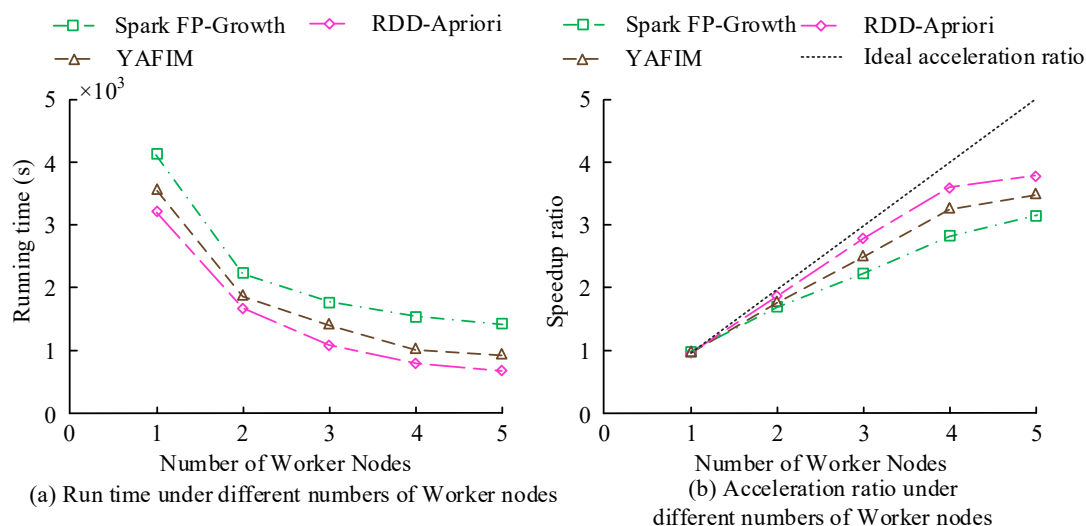 Spark FP-Growth
RDD-Apriori
YAFIM
×10³
5
4
3
2
1
0
Running time (s)
0
1
2
3
4
5
Number of Worker Nodes
(a) Run time under different numbers of Worker nodes
Spark FP-Growth
RDD-Apriori
YAFIM
Ideal acceleration ratio
5
4
3
2
1
0
Speedup ratio
0
1
2
3
4
5
Number of Worker Nodes
(b) Acceleration ratio under
different numbers of Worker nodes